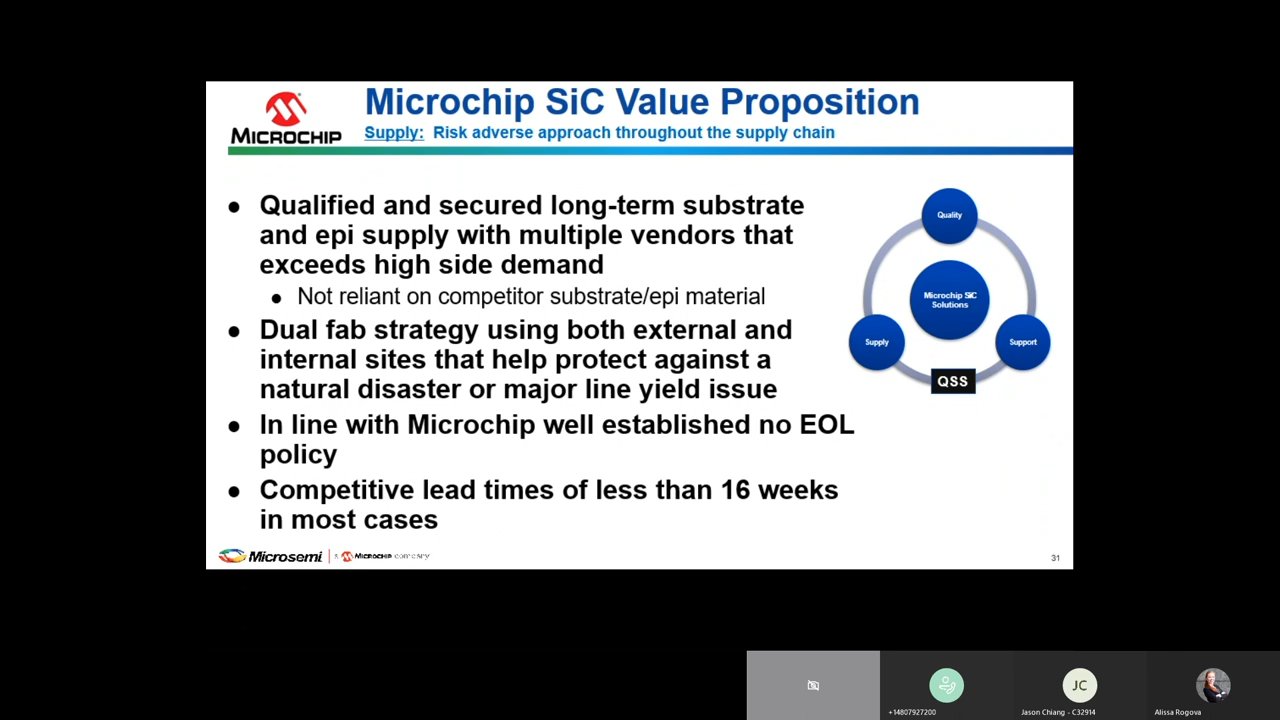 Microchip SiC Value Proposition
MICROCHIP
Supply: Risk adverse approach throughout the supply chain
● Qualified and secured long-term substrate
and epi supply with multiple vendors that
exceeds high side demand
● Not reliant on competitor substrate/epi material
● Dual fab strategy using both external and
internal sites that help protect against a
natural disaster or major line yield issue
● In line with Microchip well established no EOL
policy
● Competitive lead times of less than 16 weeks
in most cases
Quality
Microchip SiC
Solutions
Supply
Support
QSS
Microsemi
a MICROCHIP company
31
+14807927200
JC
Jason Chiang - C32914
Alissa Rogova